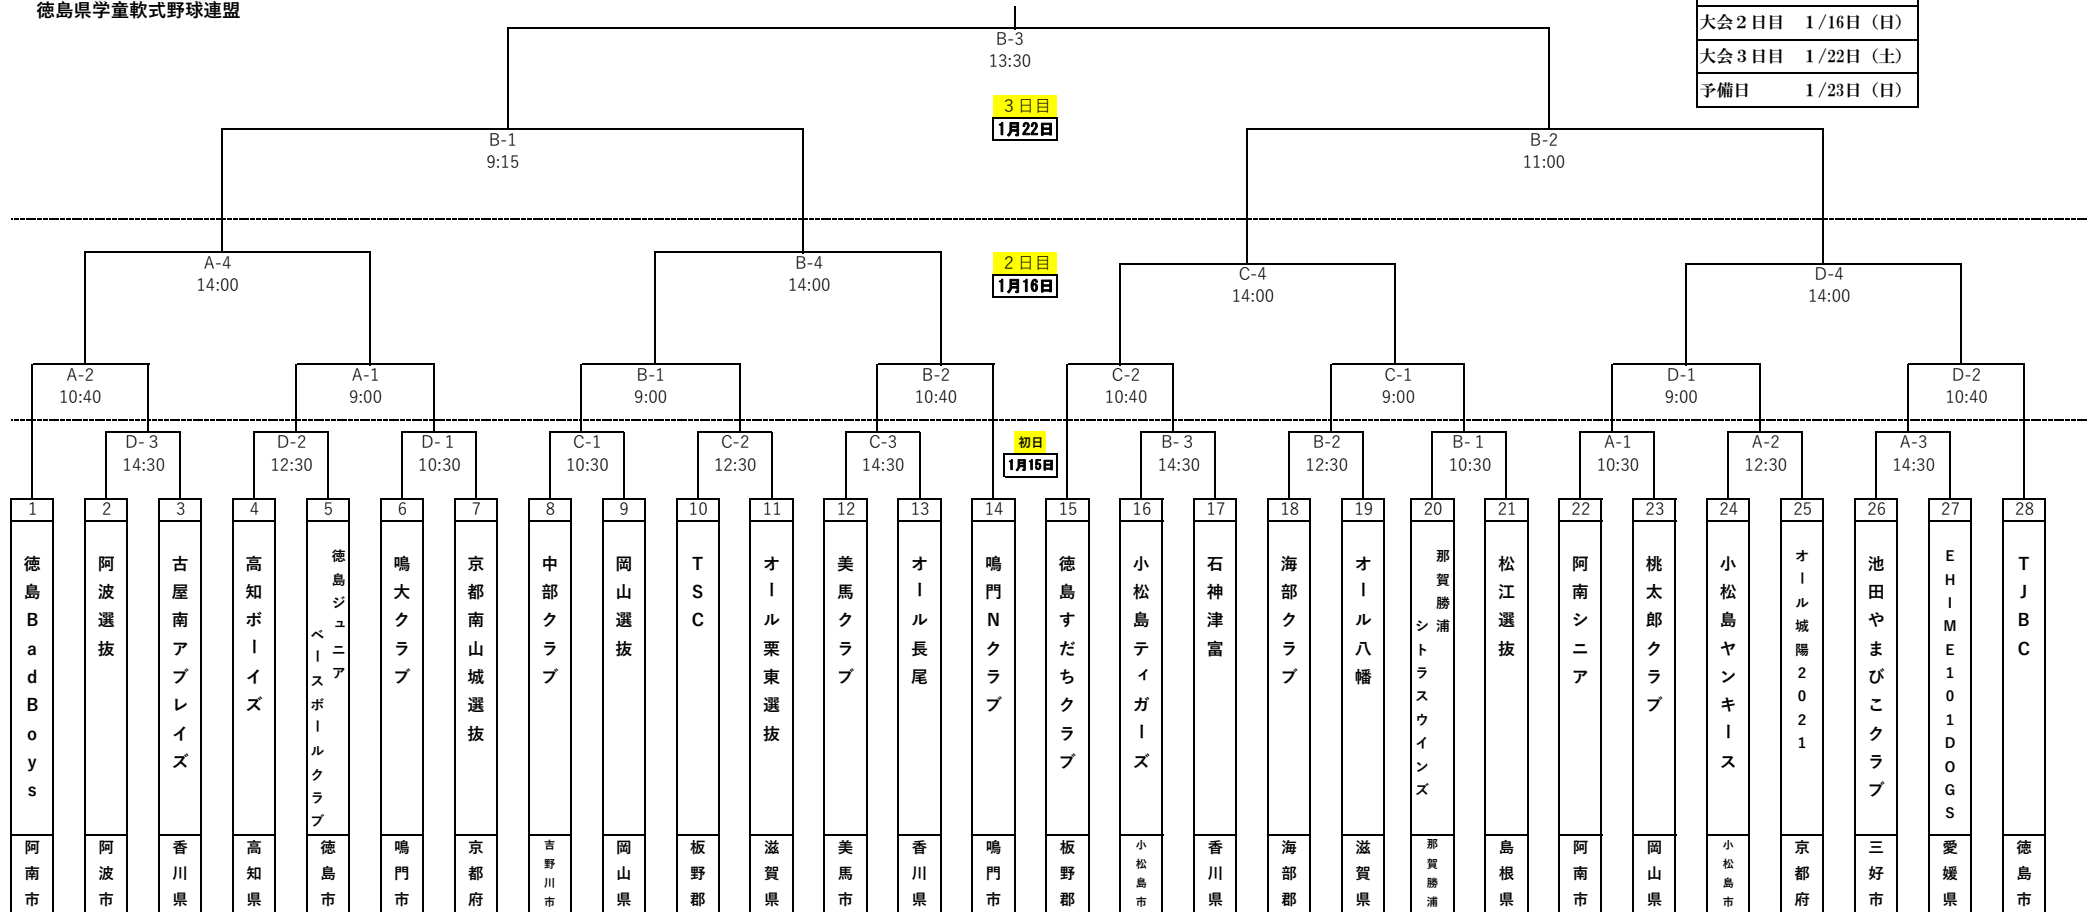 徳島県学童軟式野球連盟
大会２日目 １/16日（日）
大会３日目 １/22日（土）
予備日 １/23日（日）
B-3
13:30
３日目
1月22日
B-1
9:15
B-2
11:00
A-4
14:00
B-4
14:00
２日目
1月16日
C-4
14:00
D-4
14:00
A-2
10:40
A-1
9:00
B-1
9:00
B-2
10:40
C-2
10:40
C-1
9:00
D-1
9:00
D-2
10:40
D-3
14:30
D-2
12:30
D-1
10:30
C-1
10:30
C-2
12:30
C-3
14:30
初日
1月15日
B-3
14:30
B-2
12:30
B-1
10:30
A-1
10:30
A-2
12:30
A-3
14:30
1 2 3 4 5 6 7 8 9 10 11 12 13 14 15 16 17 18 19 20 21 22 23 24 25 26 27 28
徳島BadBoys
阿波選抜
古屋南アブレイズ
高知ボーイズ
徳島ジュニア
ベースボールクラブ
鳴大クラブ
京都南山城選抜
中部クラブ
岡山選抜
TSC
オール栗東選抜
美馬クラブ
オール長尾
鳴門Nクラブ
徳島すだちクラブ
小松島ティガーズ
石神津富
海部クラブ
オール八幡
那賀勝浦
シトラスウインズ
松江選抜
阿南シニア
桃太郎クラブ
小松島ヤンキース
オール城陽2021
池田やまびこクラブ
EHIME101DOGS
TJBC
阿南市
阿波市
香川県
高知県
徳島市
鳴門市
京都府
吉野川市
岡山県
板野郡
滋賀県
美馬市
香川県
鳴門市
板野郡
小松島市
香川県
海部郡
滋賀県
那賀勝浦
島根県
阿南市
岡山県
小松島市
京都府
三好市
愛媛県
徳島市